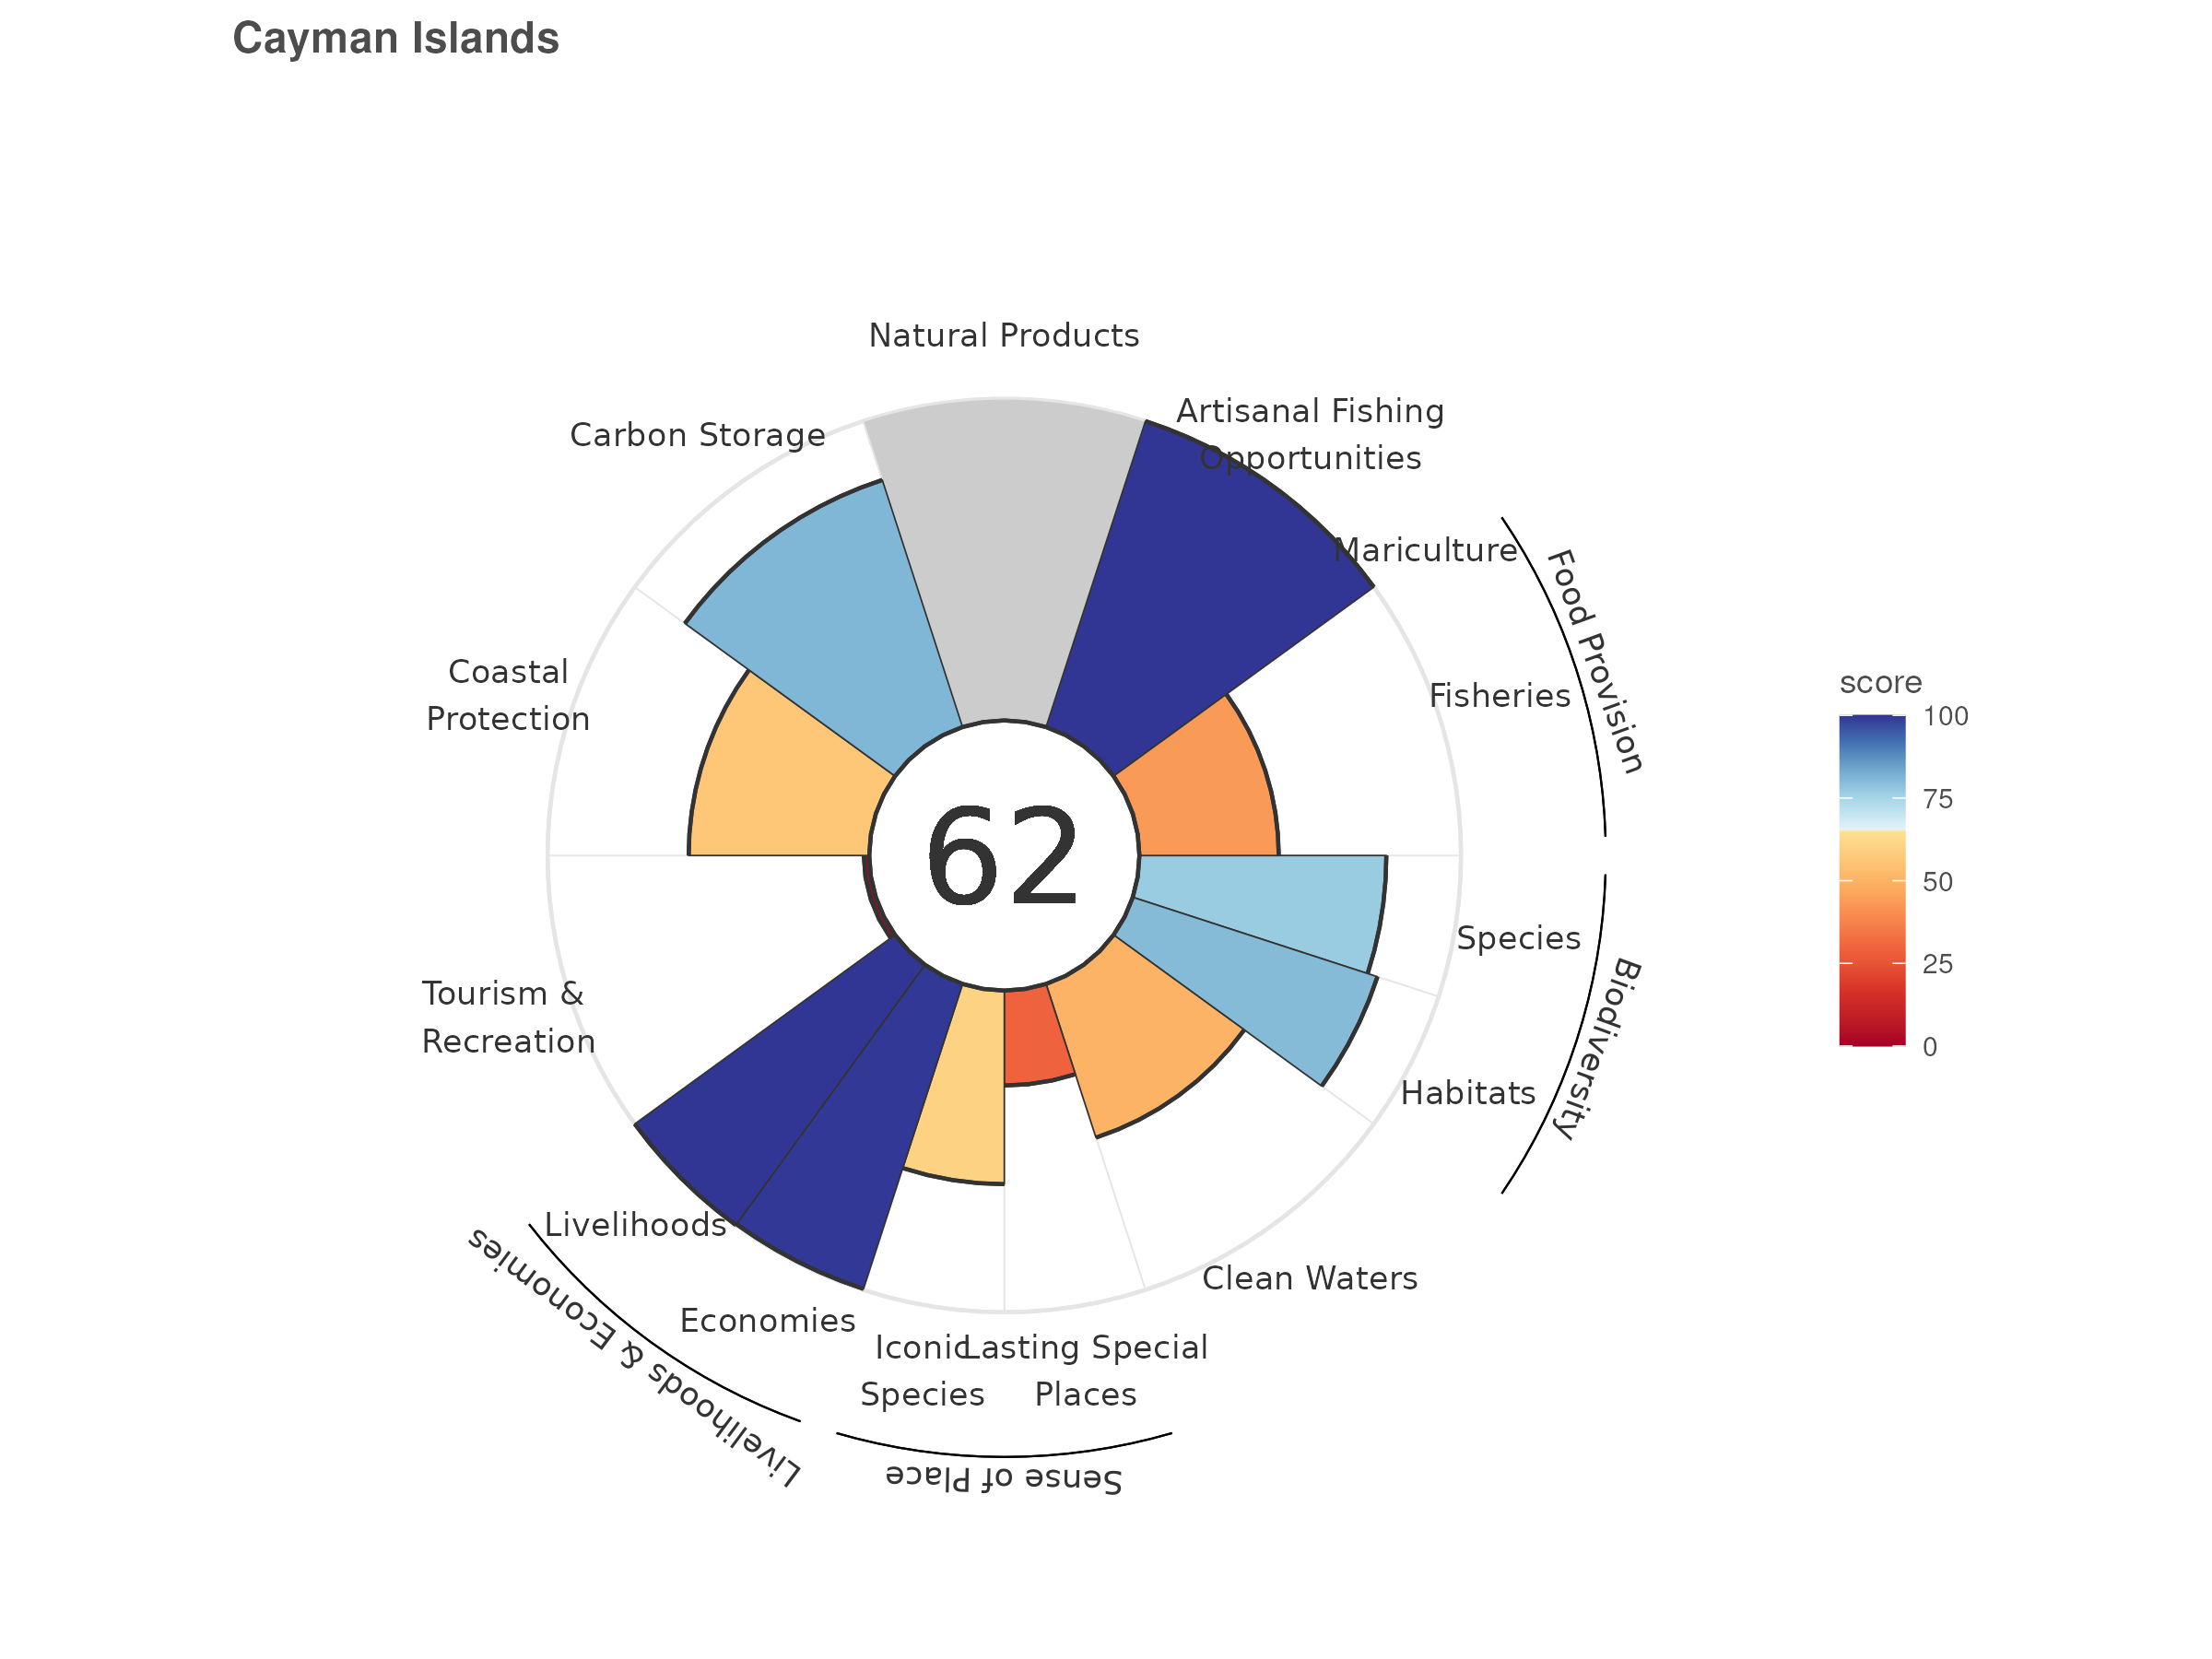 Cayman Islands
Natural Products
Artisanal Fishing
Opportunities
Carbon Storage
Mariculture
Food Provision
Fisheries
Coastal
Protection
score
100
75
50
25
0
62
Species
Biodiversity
Habitats
Tourism &
Recreation
Livelihoods
Clean Waters
Economies
Livelihoods & Economies
Iconic
Species
Lasting Special
Places
Sense of Place